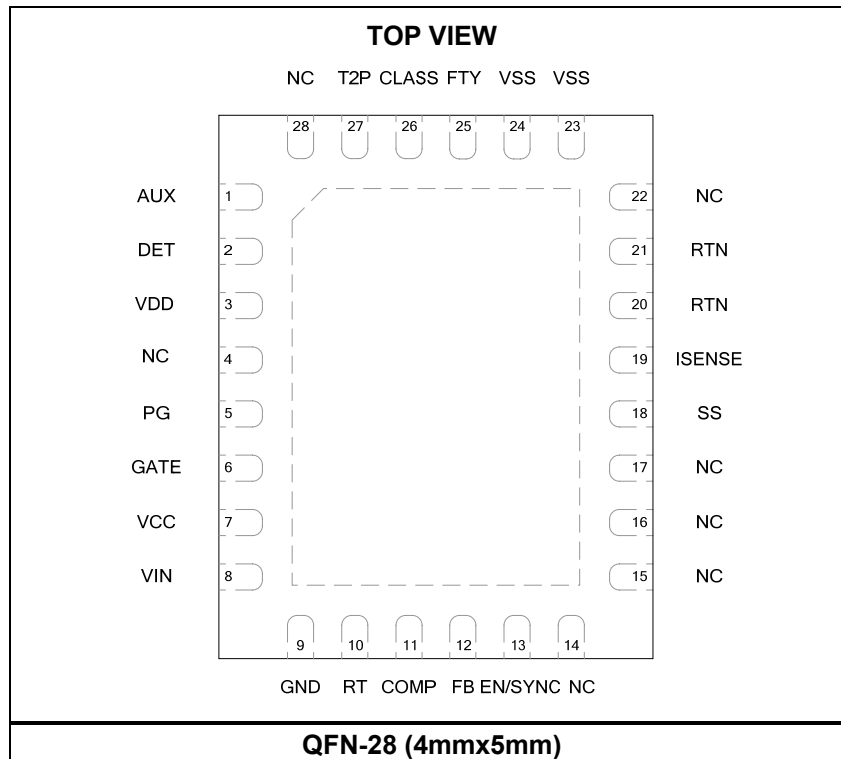 TOP VIEW
NC T2P CLASS FTY VSS VSS
28 27 26 25 24 23
AUX 1 22 NC
DET 2 21 RTN
VDD 3 20 RTN
NC 4 19 ISENSE
PG 5 18 SS
GATE 6 17 NC
VCC 7 16 NC
VIN 8 15 NC
9 10 11 12 13 14
GND RT COMP FB EN/SYNC NC
QFN-28 (4mmx5mm)